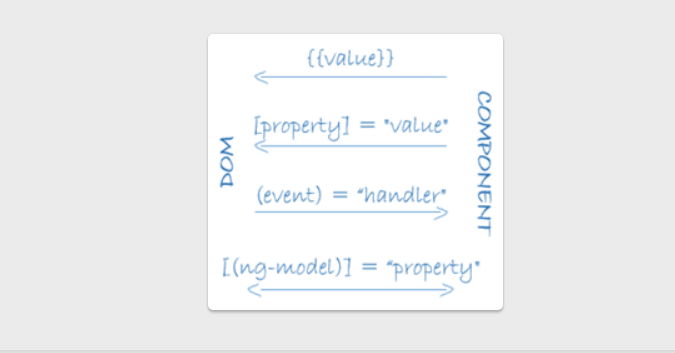 {{value}}
[property] = "value"
DOM
COMPONENT
(event) = "handler"
[(ng-model)] = "property"